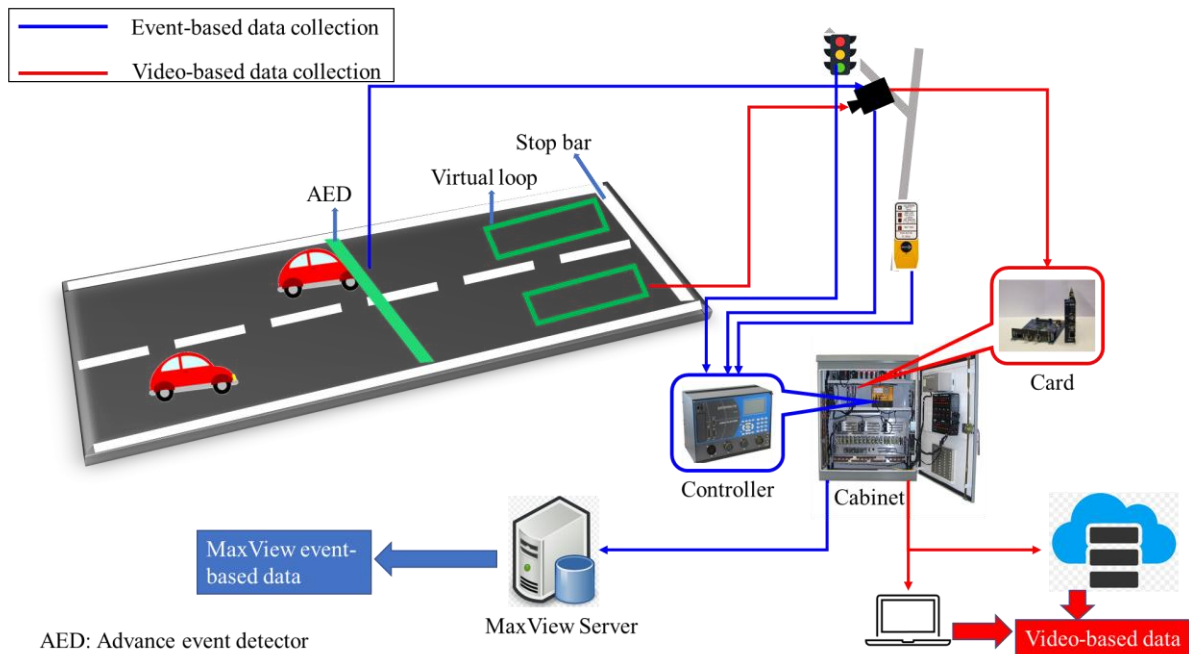 Event-based data collection
Video-based data collection
Stop bar
Virtual loop
AED
Card
Controller
Cabinet
MaxView event-
based data
MaxView Server
Video-based data
AED: Advance event detector